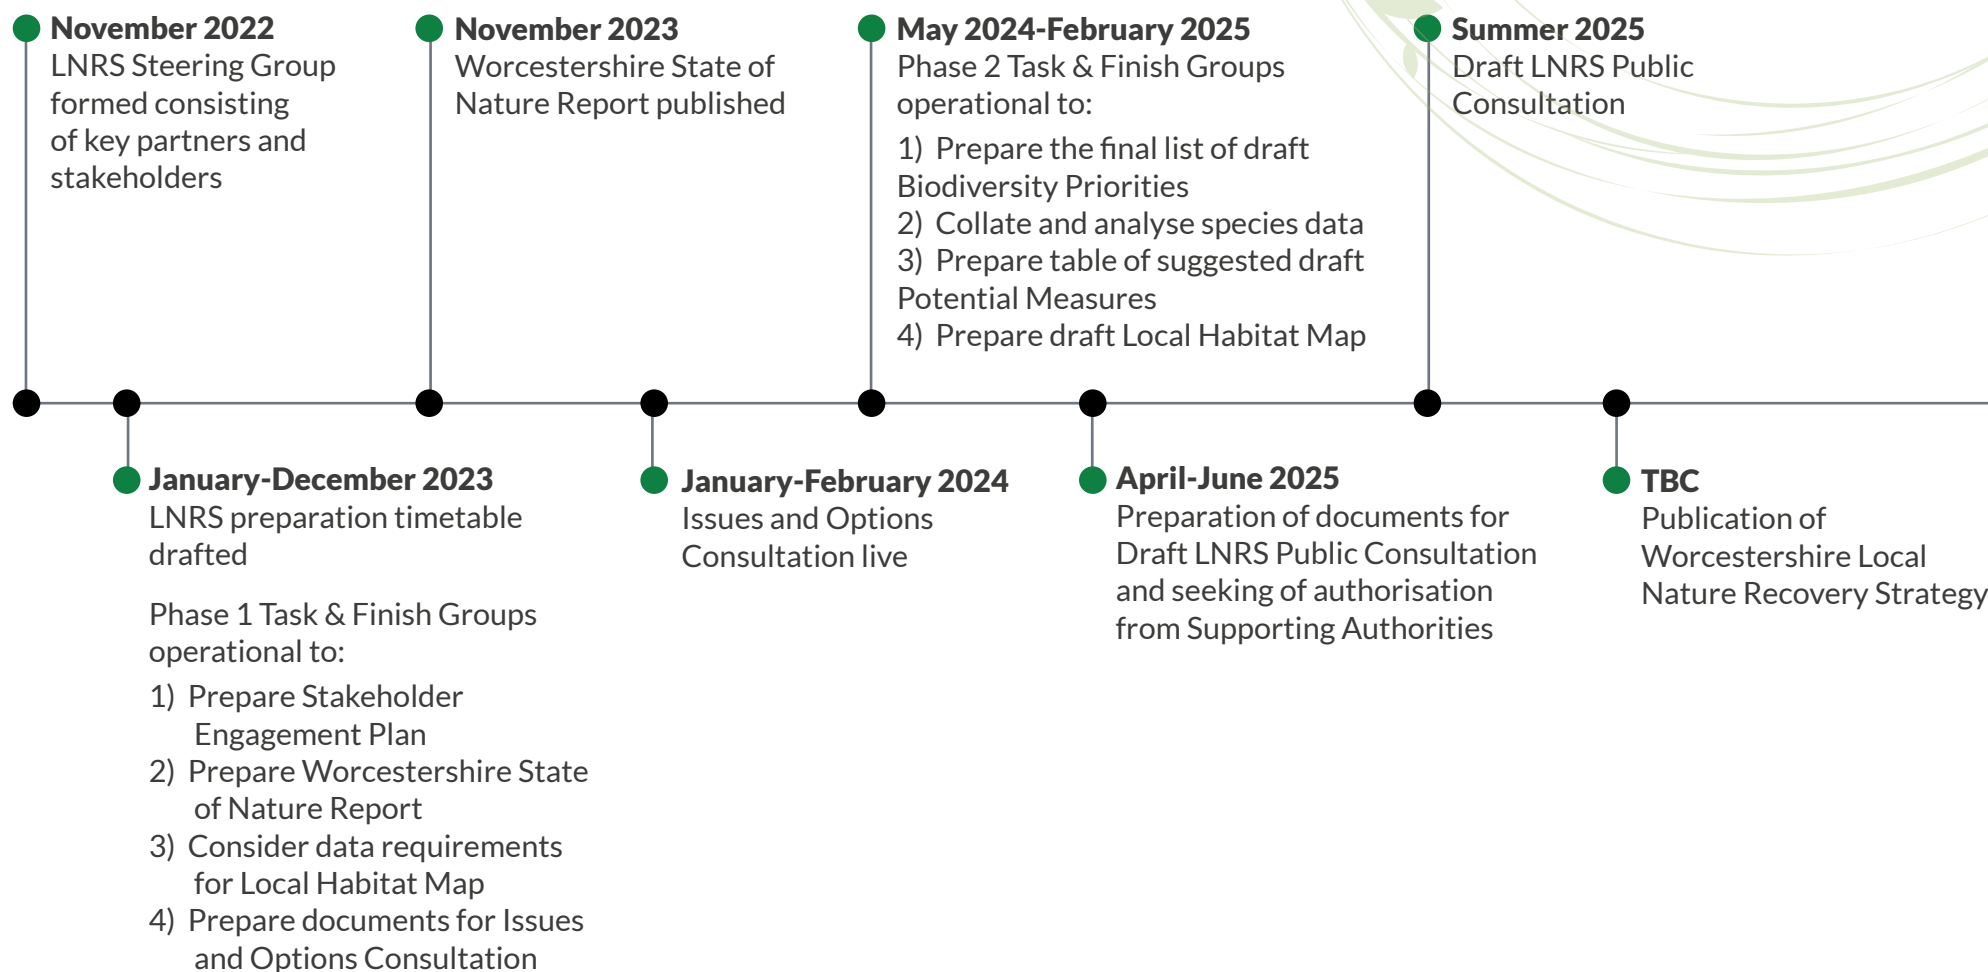 November 2022
LNRS Steering Group
formed consisting
of key partners and
stakeholders
November 2023
Worcestershire State of
Nature Report published
May 2024-February 2025
Phase 2 Task & Finish Groups
operational to:
1) Prepare the final list of draft
Biodiversity Priorities
2) Collate and analyse species data
3) Prepare table of suggested draft
Potential Measures
4) Prepare draft Local Habitat Map
Summer 2025
Draft LNRS Public
Consultation
January-December 2023
LNRS preparation timetable
drafted
Phase 1 Task & Finish Groups
operational to:
1) Prepare Stakeholder
Engagement Plan
2) Prepare Worcestershire State
of Nature Report
3) Consider data requirements
for Local Habitat Map
4) Prepare documents for Issues
and Options Consultation
January-February 2024
Issues and Options
Consultation live
April-June 2025
Preparation of documents for
Draft LNRS Public Consultation
and seeking of authorisation
from Supporting Authorities
TBC
Publication of
Worcestershire Local
Nature Recovery Strategy